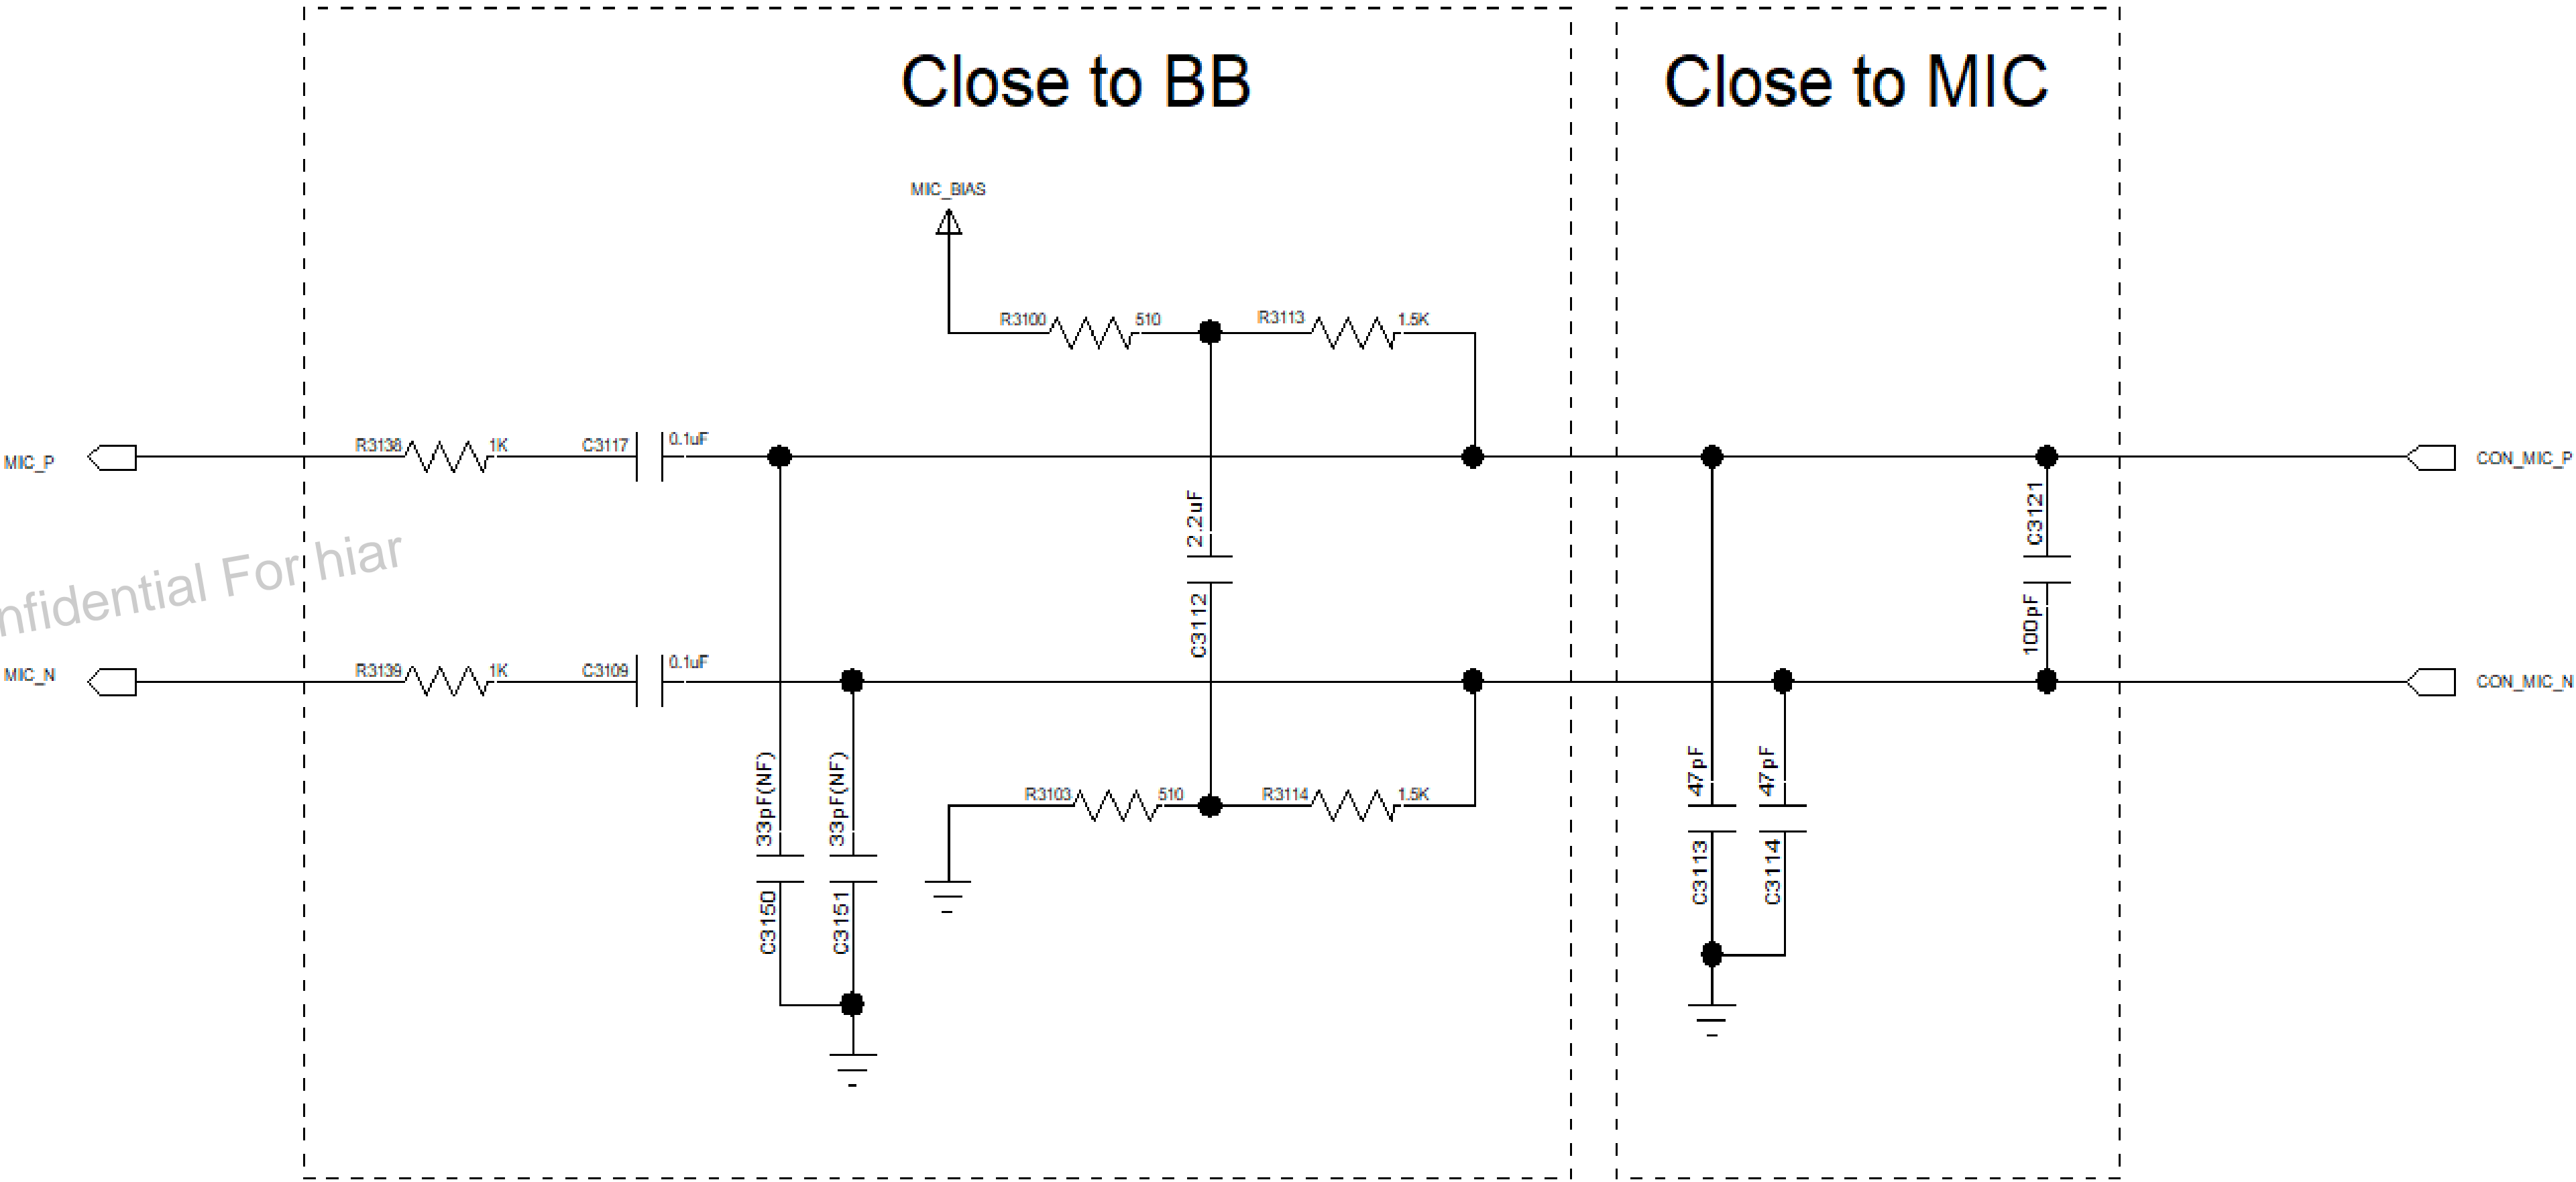 Close to BB
Close to MIC
MIC_BIAS
R3100 510 R3113 1.5K
MIC_P R3138 1K C3117 0.1uF CON_MIC_P
2.2uF C3112
C3121 100pF
nfidential For hiar
MIC_N R3139 1K C3109 0.1uF CON_MIC_N
33pF(NF) C3150
33pF(NF) C3151
R3103 510 R3114 1.5K
47pF C3113
47pF C3114